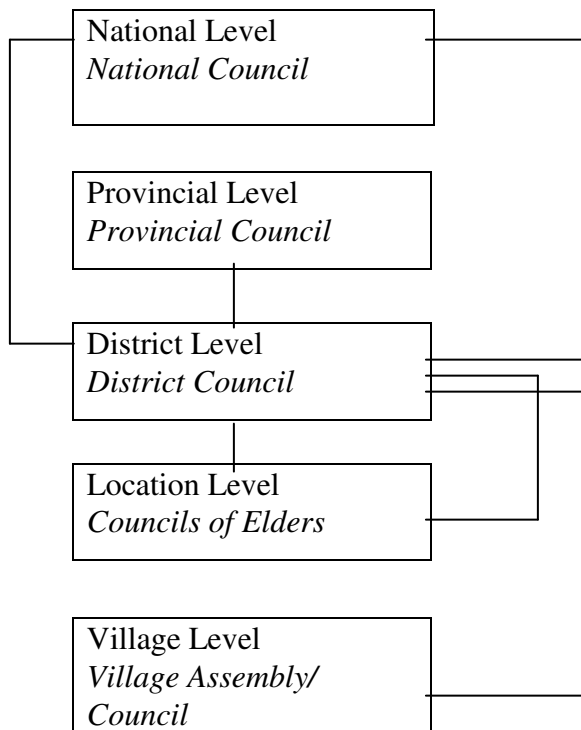 National Level
National Council
Provincial Level
Provincial Council
District Level
District Council
Location Level
Councils of Elders
Village Level
Village Assembly/
Council